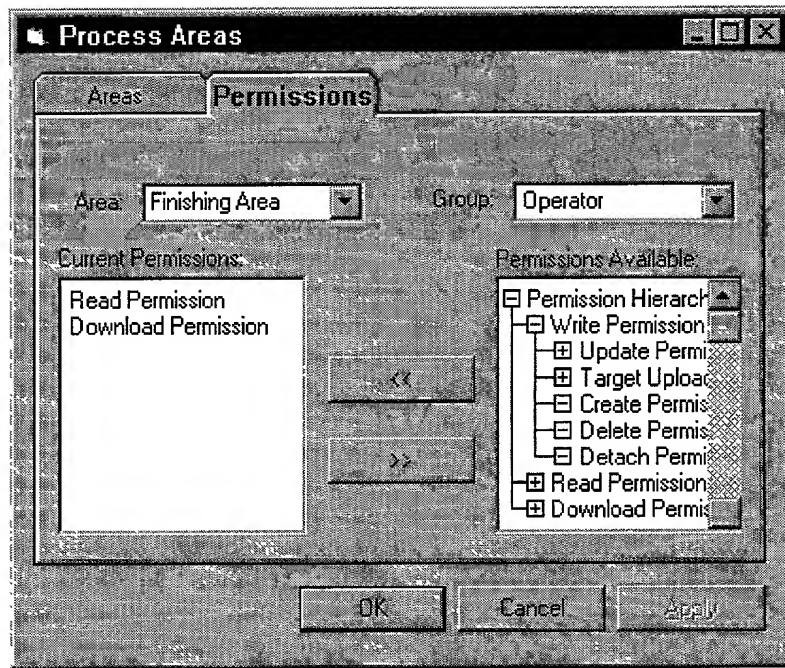 Process Areas
Areas Permissions
Area: Finishing Area Group: Operator
Current Permissions: Permissions Available:
Read Permission
Download Permission
Permission Hierarch
Write Permission
Update Permi
Target Upload
Create Permis
Delete Permis
Detach Permi
Read Permission
Download Permis
<<
>>
OK Cancel Apply